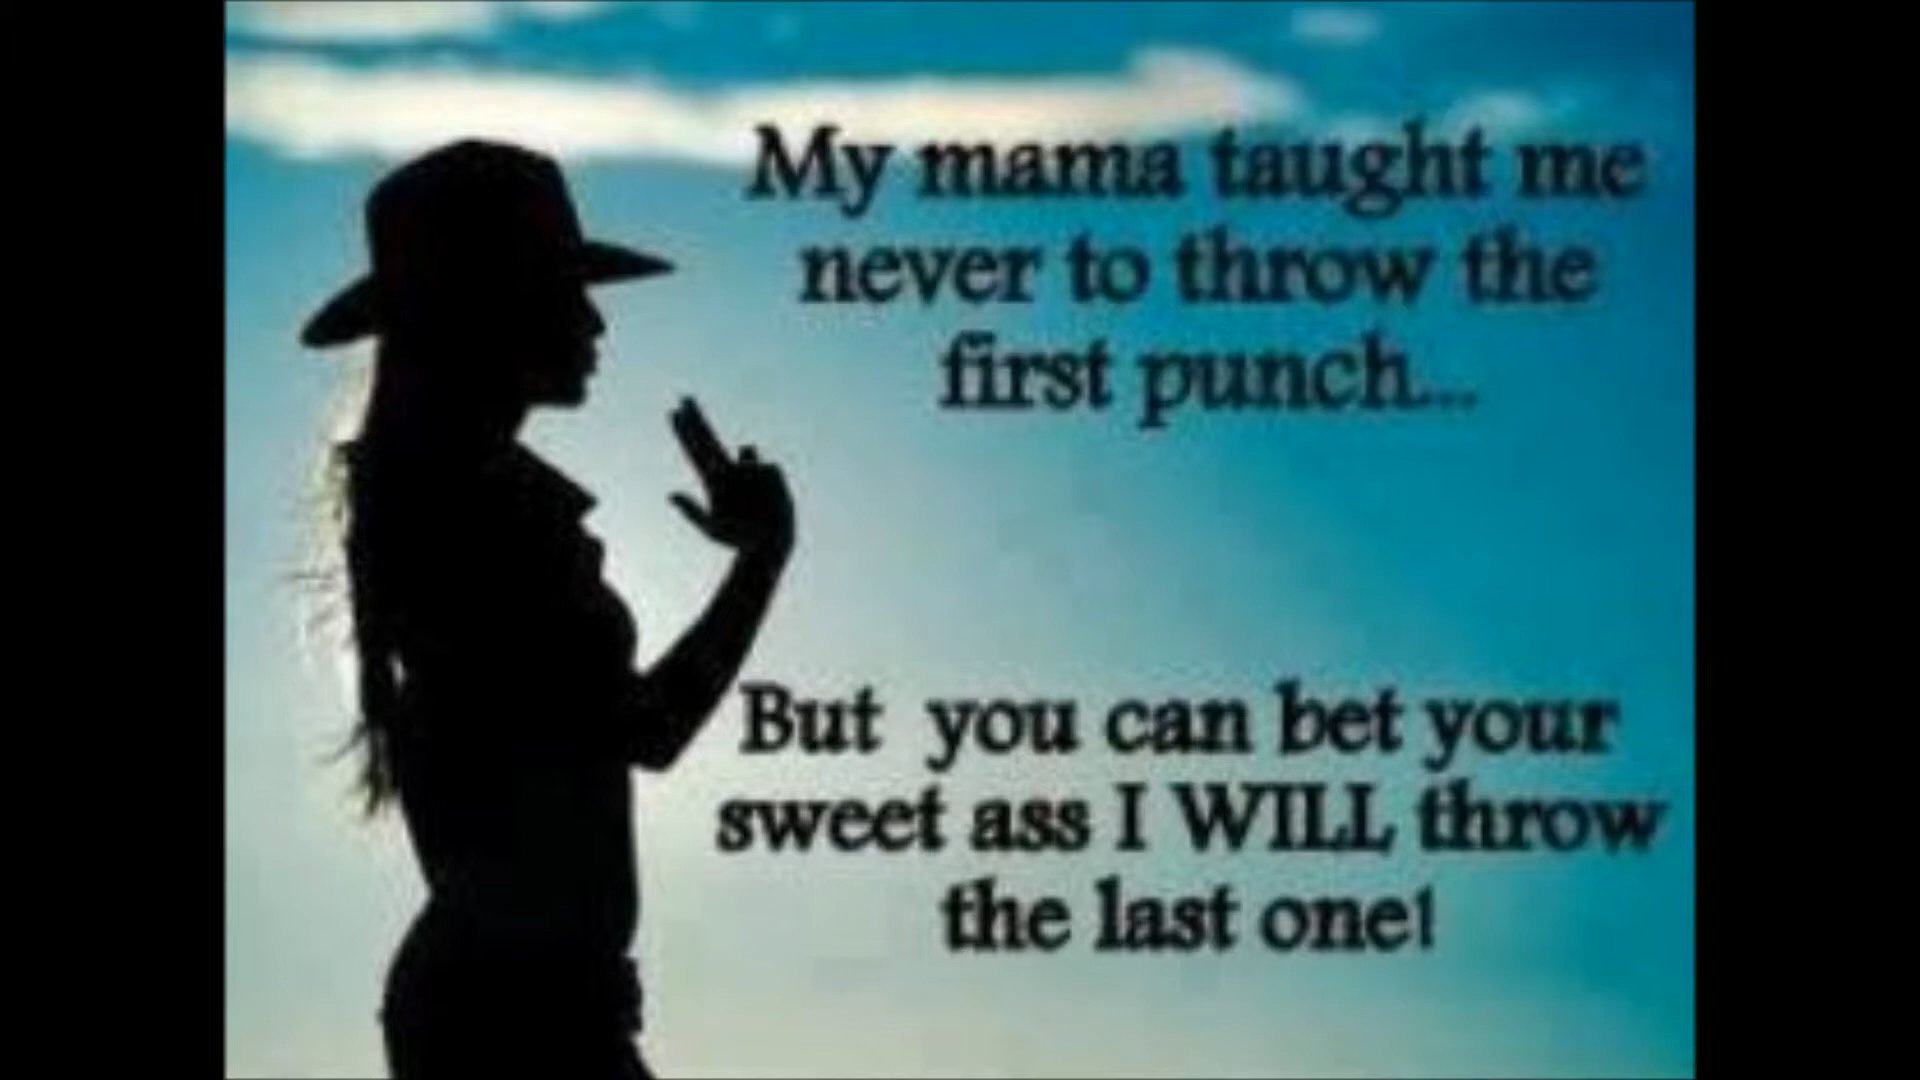 My mama taught me
never to throw the
first punch...
But you can bet your
sweet ass I WILL throw
the last one!